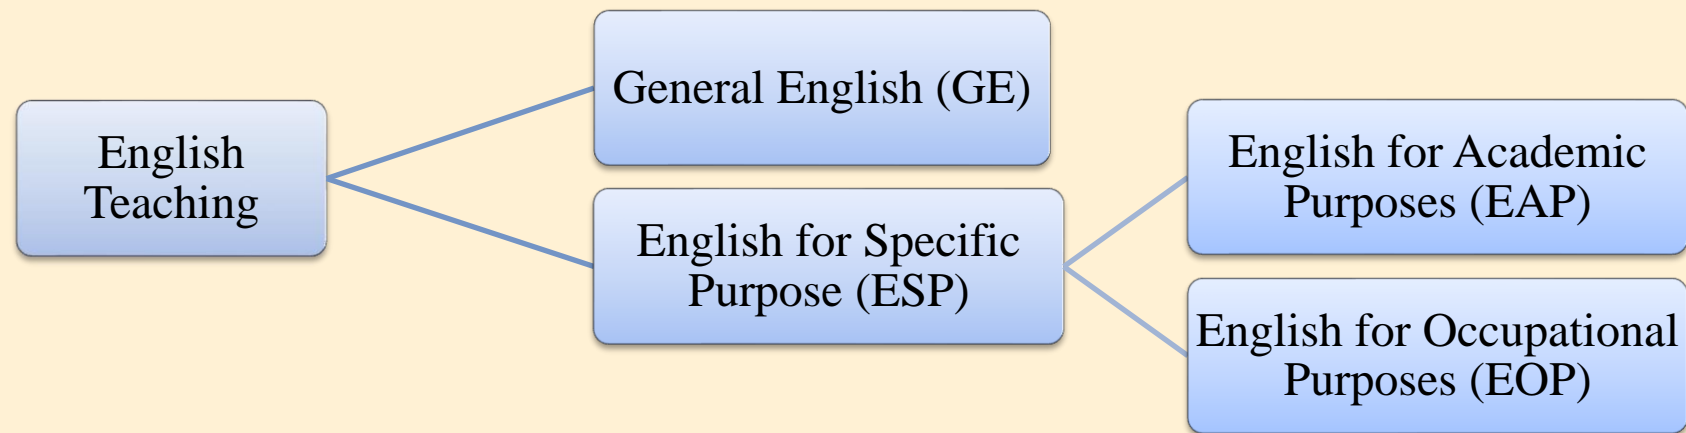 English
Teaching
General English (GE)
English for Specific
Purpose (ESP)
English for Academic
Purposes (EAP)
English for Occupational
Purposes (EOP)